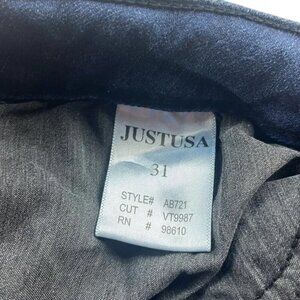 JUSTUSA
31
STYLE# AB721
CUT # VT9987
RN # 98610